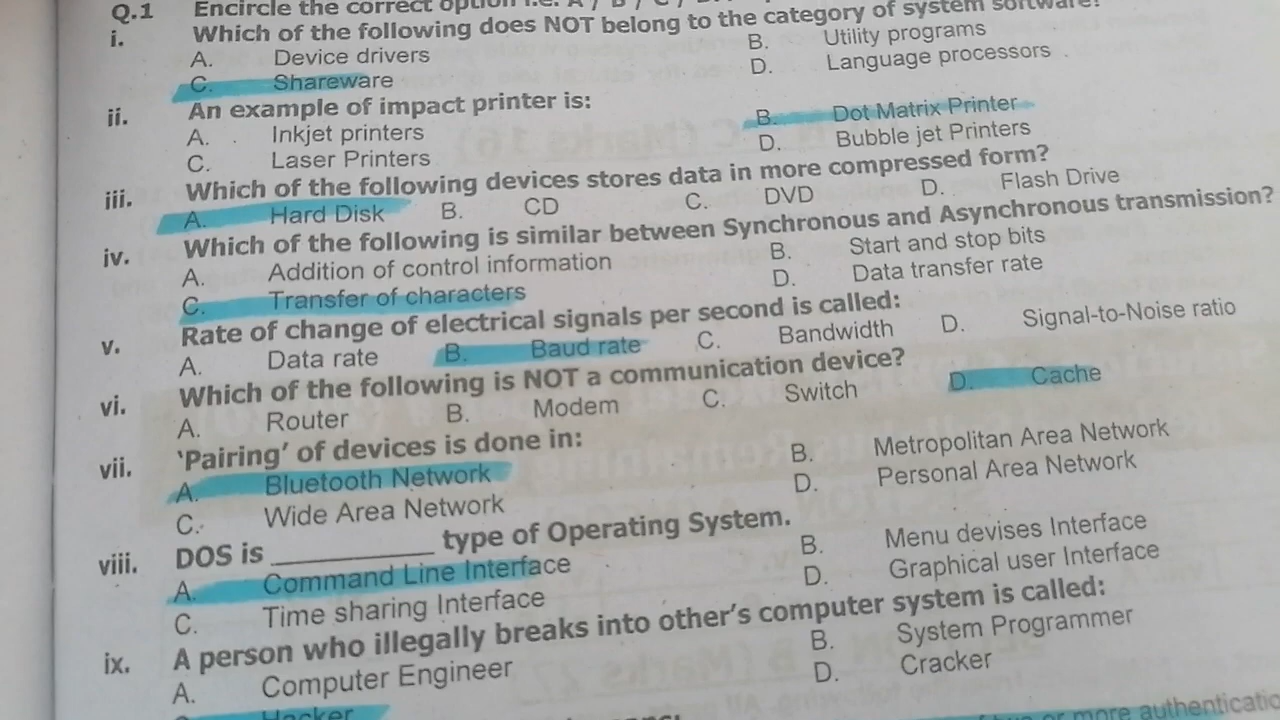 Q.1 Encircle the correct option i.e. A / B / C / D.
i. Which of the following does NOT belong to the category of system software?
A. Device drivers B. Utility programs
C. Shareware D. Language processors
ii. An example of impact printer is:
A. Inkjet printers B. Dot Matrix Printer
C. Laser Printers D. Bubble jet Printers
iii. Which of the following devices stores data in more compressed form?
A. Hard Disk B. CD C. DVD D. Flash Drive
iv. Which of the following is similar between Synchronous and Asynchronous transmission?
A. Addition of control information B. Start and stop bits
C. Transfer of characters D. Data transfer rate
v. Rate of change of electrical signals per second is called:
A. Data rate B. Baud rate C. Bandwidth D. Signal-to-Noise ratio
vi. Which of the following is NOT a communication device?
A. Router B. Modem C. Switch D. Cache
vii. ‘Pairing’ of devices is done in:
A. Bluetooth Network B. Metropolitan Area Network
C. Wide Area Network D. Personal Area Network
viii. DOS is __________ type of Operating System.
A. Command Line Interface B. Menu devises Interface
C. Time sharing Interface D. Graphical user Interface
ix. A person who illegally breaks into other’s computer system is called:
A. Computer Engineer B. System Programmer
Hacker D. Cracker
or more